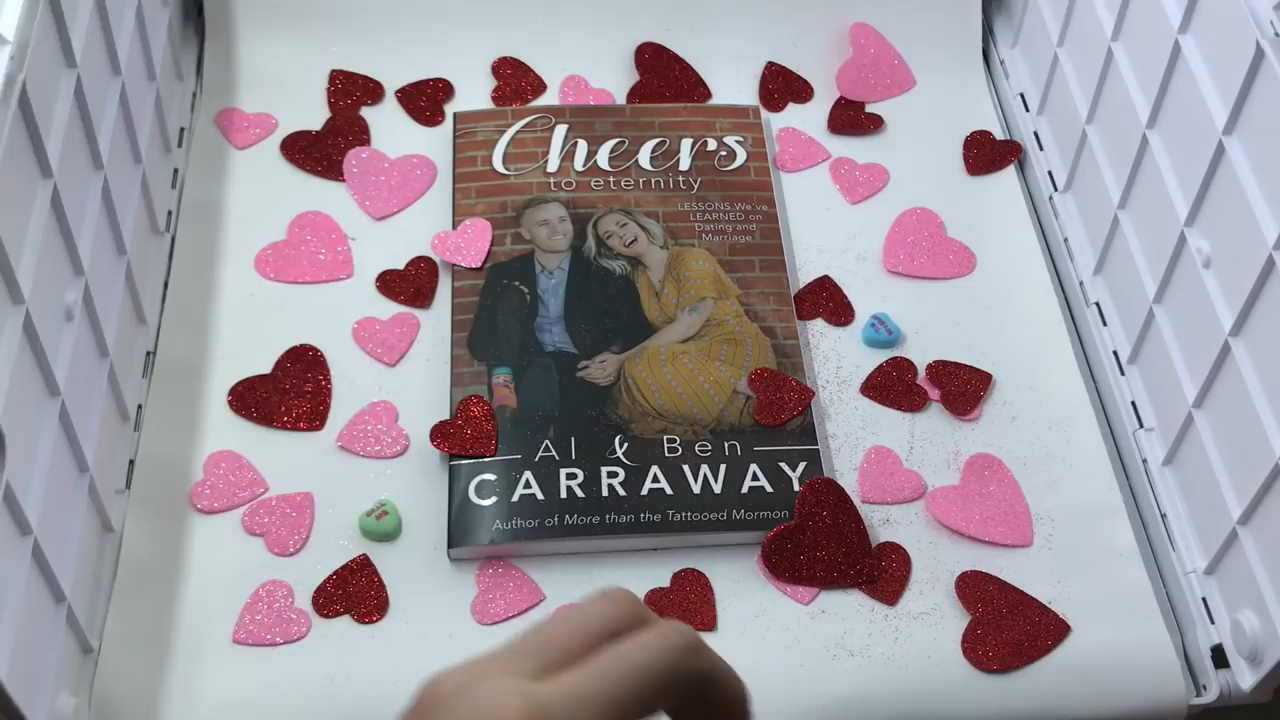 Cheers
to eternity
LESSONS We've
LEARNED on
Dating and
Marriage
Al & Ben
CARRAWAY
Author of More than the Tattooed Mormon